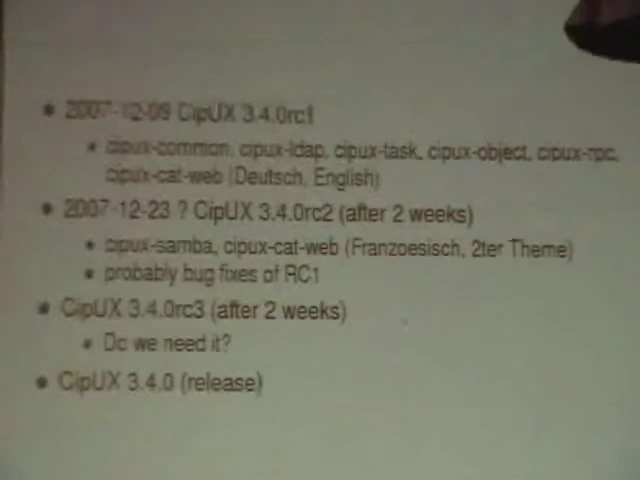 2007-12-09 CipUX 3.4.0rc1
cipux-common, cipux-ldap, cipux-task, cipux-object, cipux-rpc,
cipux-cat-web (Deutsch, English)
2007-12-23 ? CipUX 3.4.0rc2 (after 2 weeks)
cipux-samba, cipux-cat-web (Franzoesisch, 2ter Theme)
probably bug fixes of RC1
CipUX 3.4.0rc3 (after 2 weeks)
Do we need it?
CipUX 3.4.0 (release)